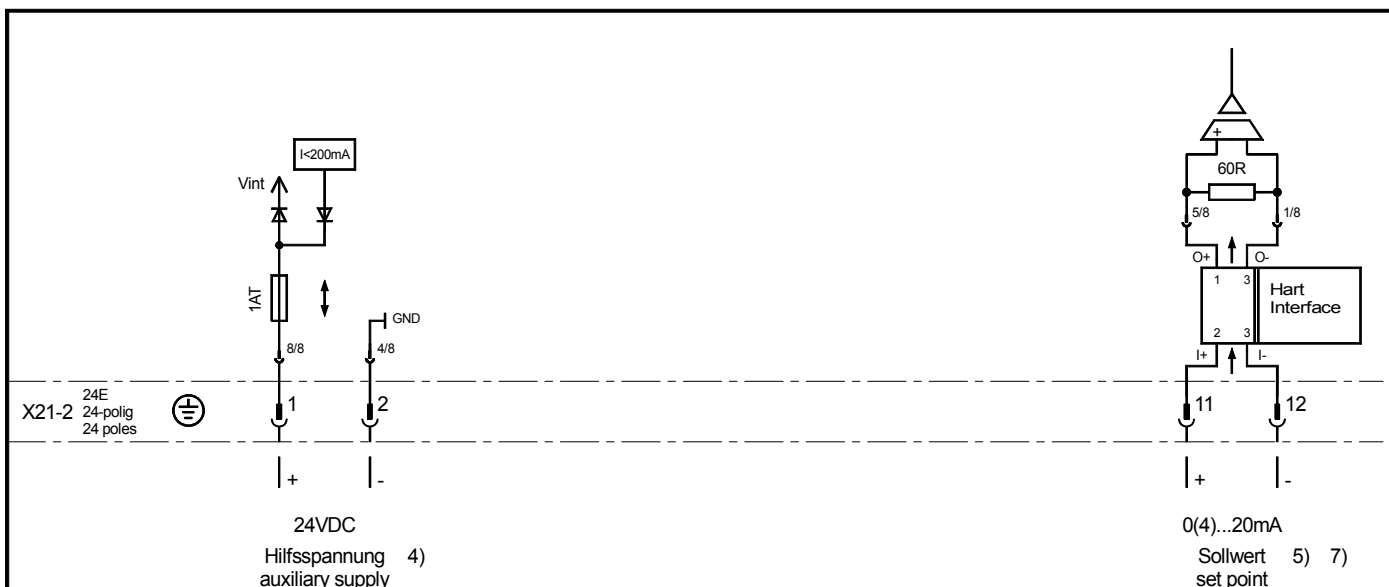 I<200mA
Vint
+
60R
5/8
1/8
O+
O-
1
3
Hart
Interface
1AT
GND
2
3
8/8
4/8
I+
I-
X21-2
24E
24-polig
24 poles
1
2
11
12
+
-
+
-
24VDC
0(4)...20mA
Hilfsspannung 4)
auxiliary supply
Sollwert 5) 7)
set point